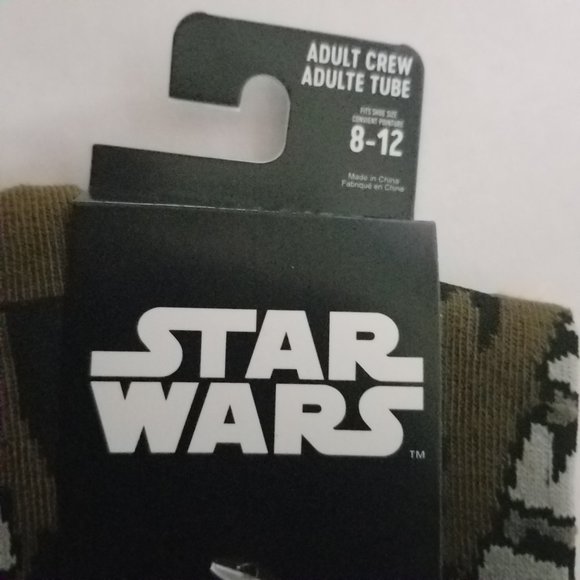 ADULT CREW
ADULTE TUBE
FITS SHOE SIZE
CONVIENT POINTURE
8-12
Made in China
Fabriqué en China
STAR
WARS
TM